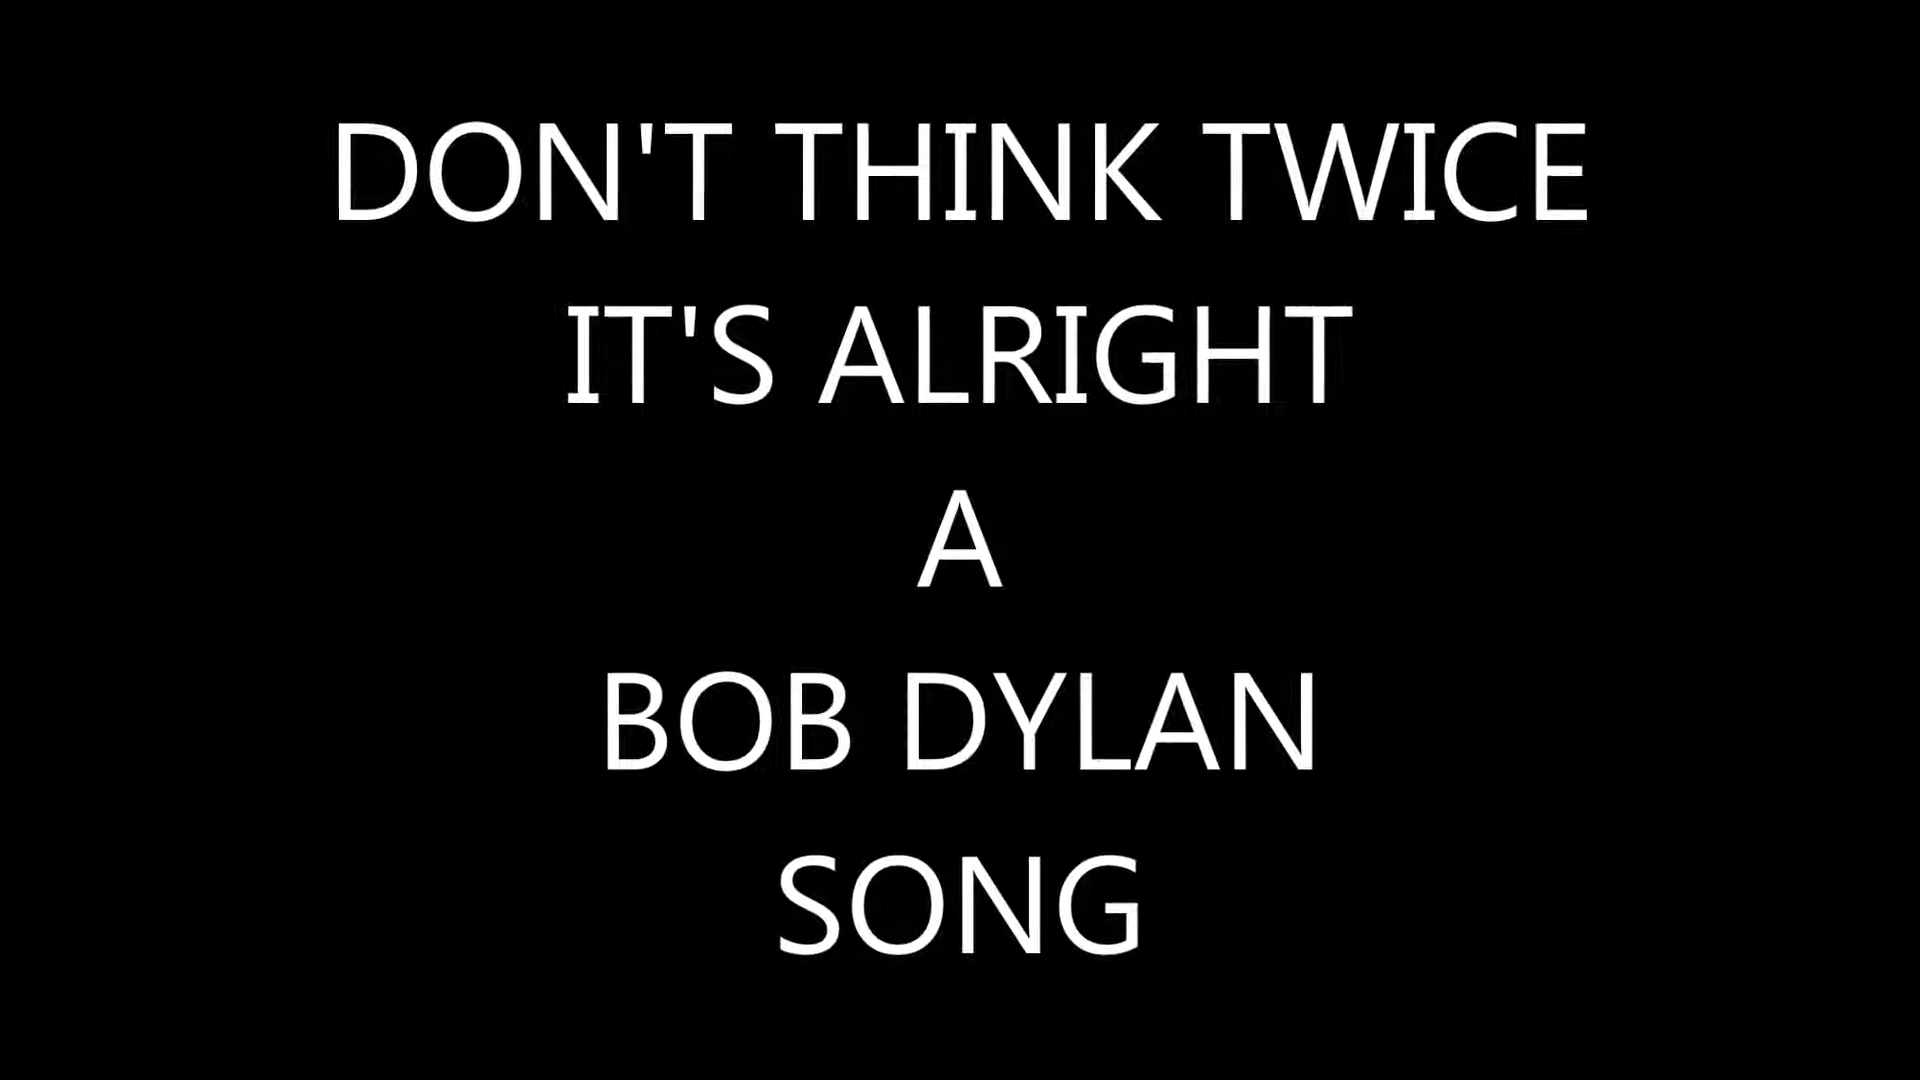 DON'T THINK TWICE
IT'S ALRIGHT
A
BOB DYLAN
SONG